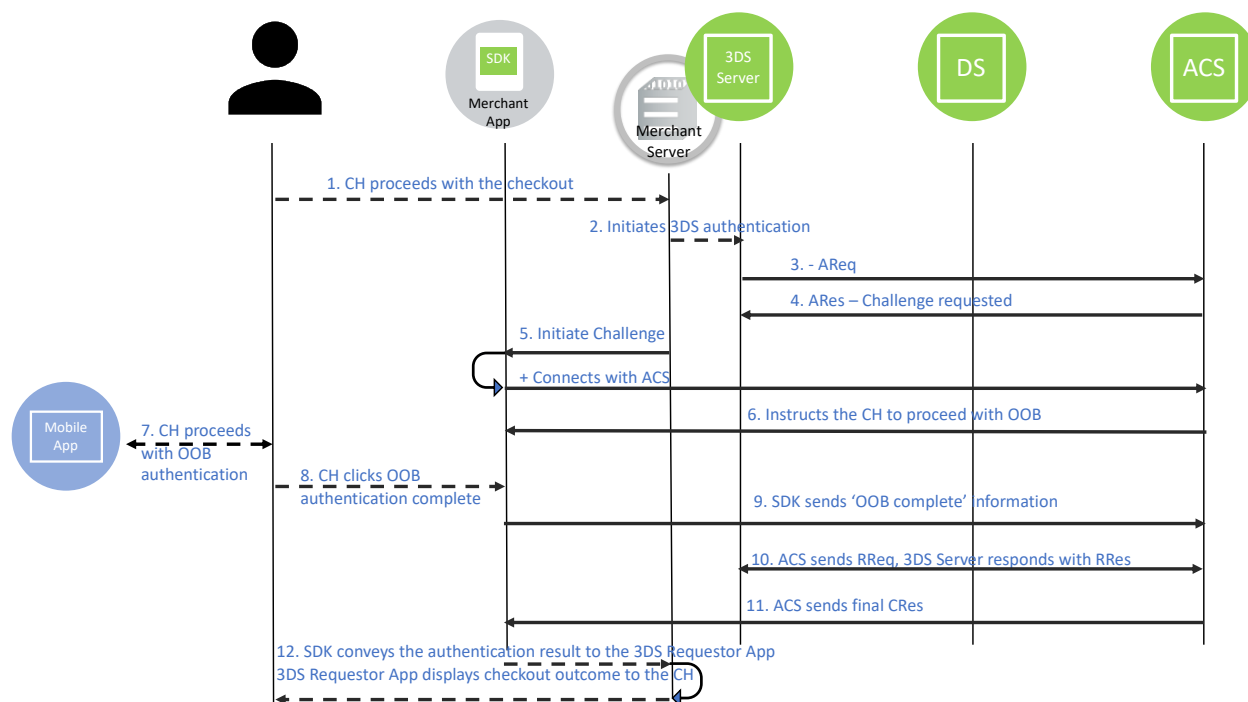 SDK
Merchant
App
01010
Merchant
Server
3DS
Server
DS
ACS
1. CH proceeds with the checkout
2. Initiates 3DS authentication
3. - AReq
4. ARes – Challenge requested
5. Initiate Challenge
+ Connects with ACS
6. Instructs the CH to proceed with OOB
Mobile
App
7. CH proceeds
with OOB
authentication
8. CH clicks OOB
authentication complete
9. SDK sends ‘OOB complete’ information
10. ACS sends RReq, 3DS Server responds with RRes
11. ACS sends final CRes
12. SDK conveys the authentication result to the 3DS Requestor App
3DS Requestor App displays checkout outcome to the CH